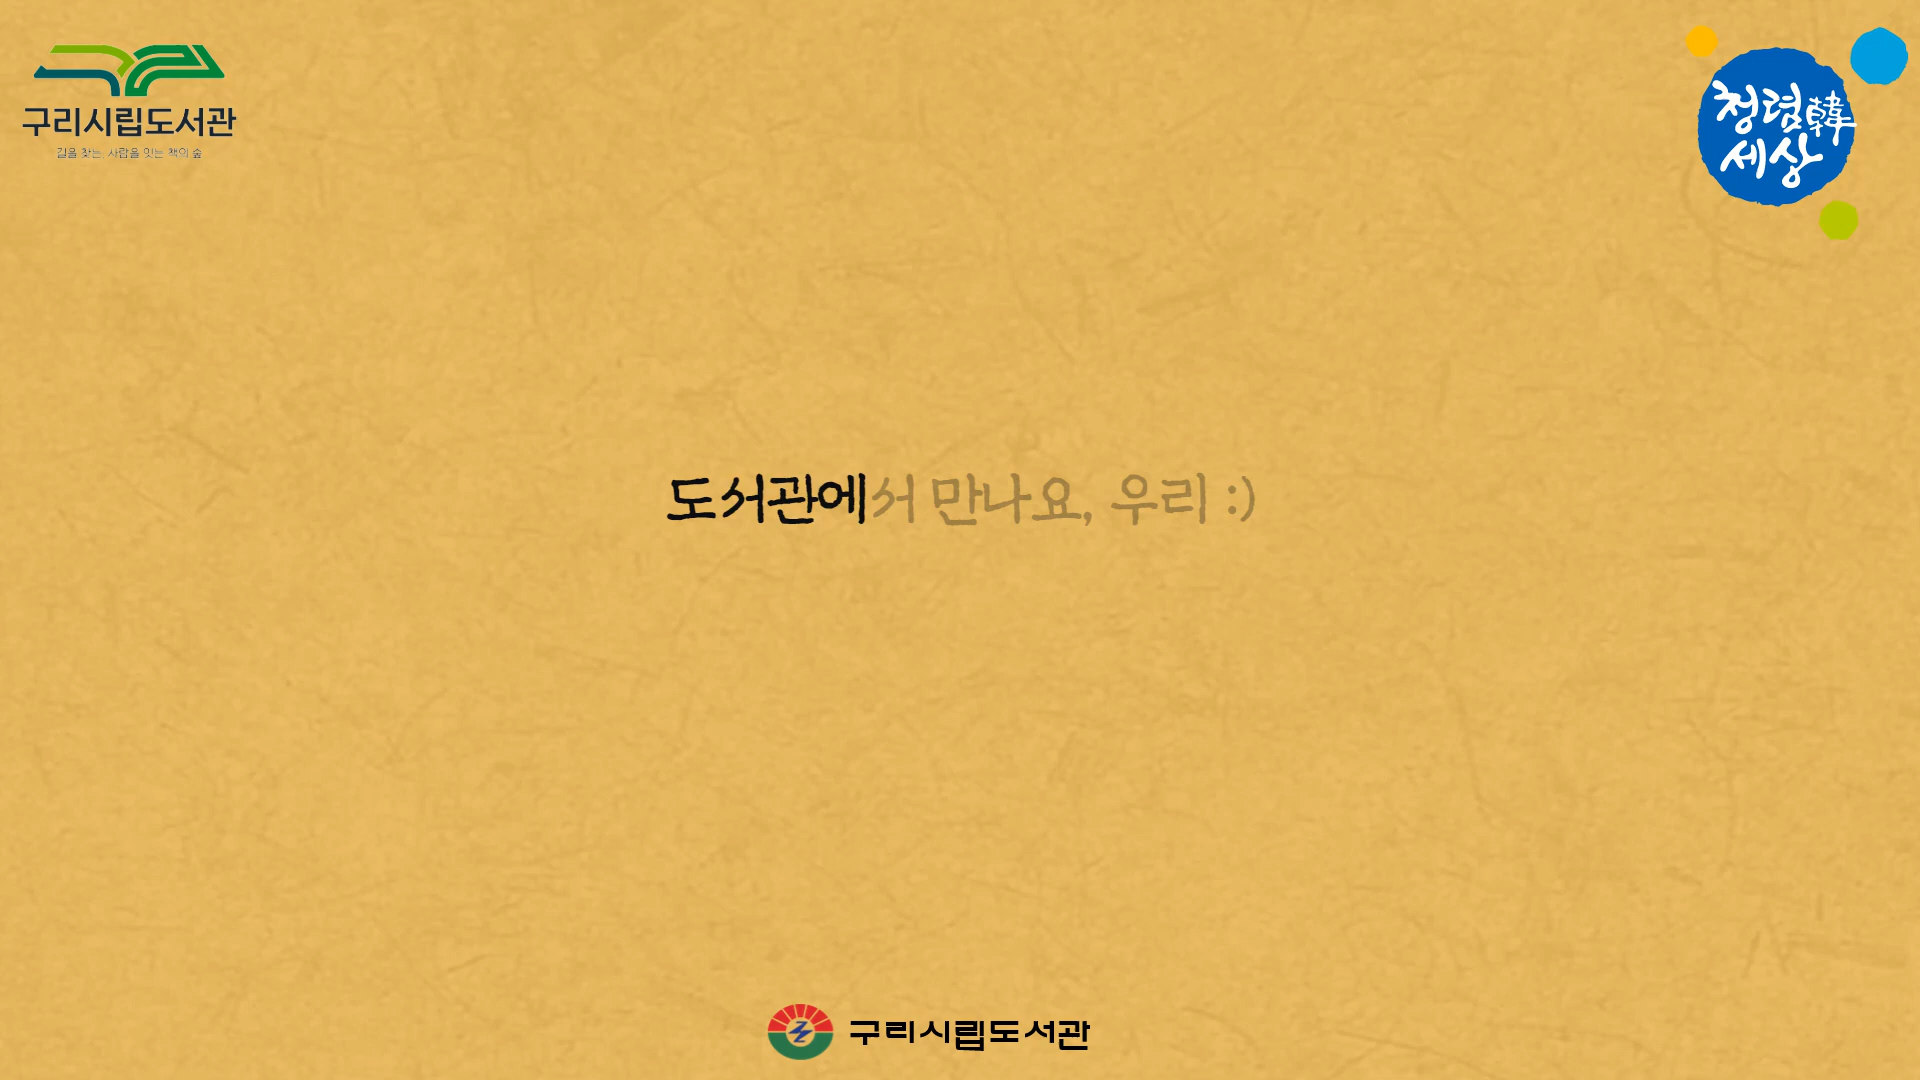 구리시립도서관
길을 찾는, 사람을 잇는 책의 숲
청렴韓
세상
도서관에서 만나요, 우리 :)
구리시립도서관